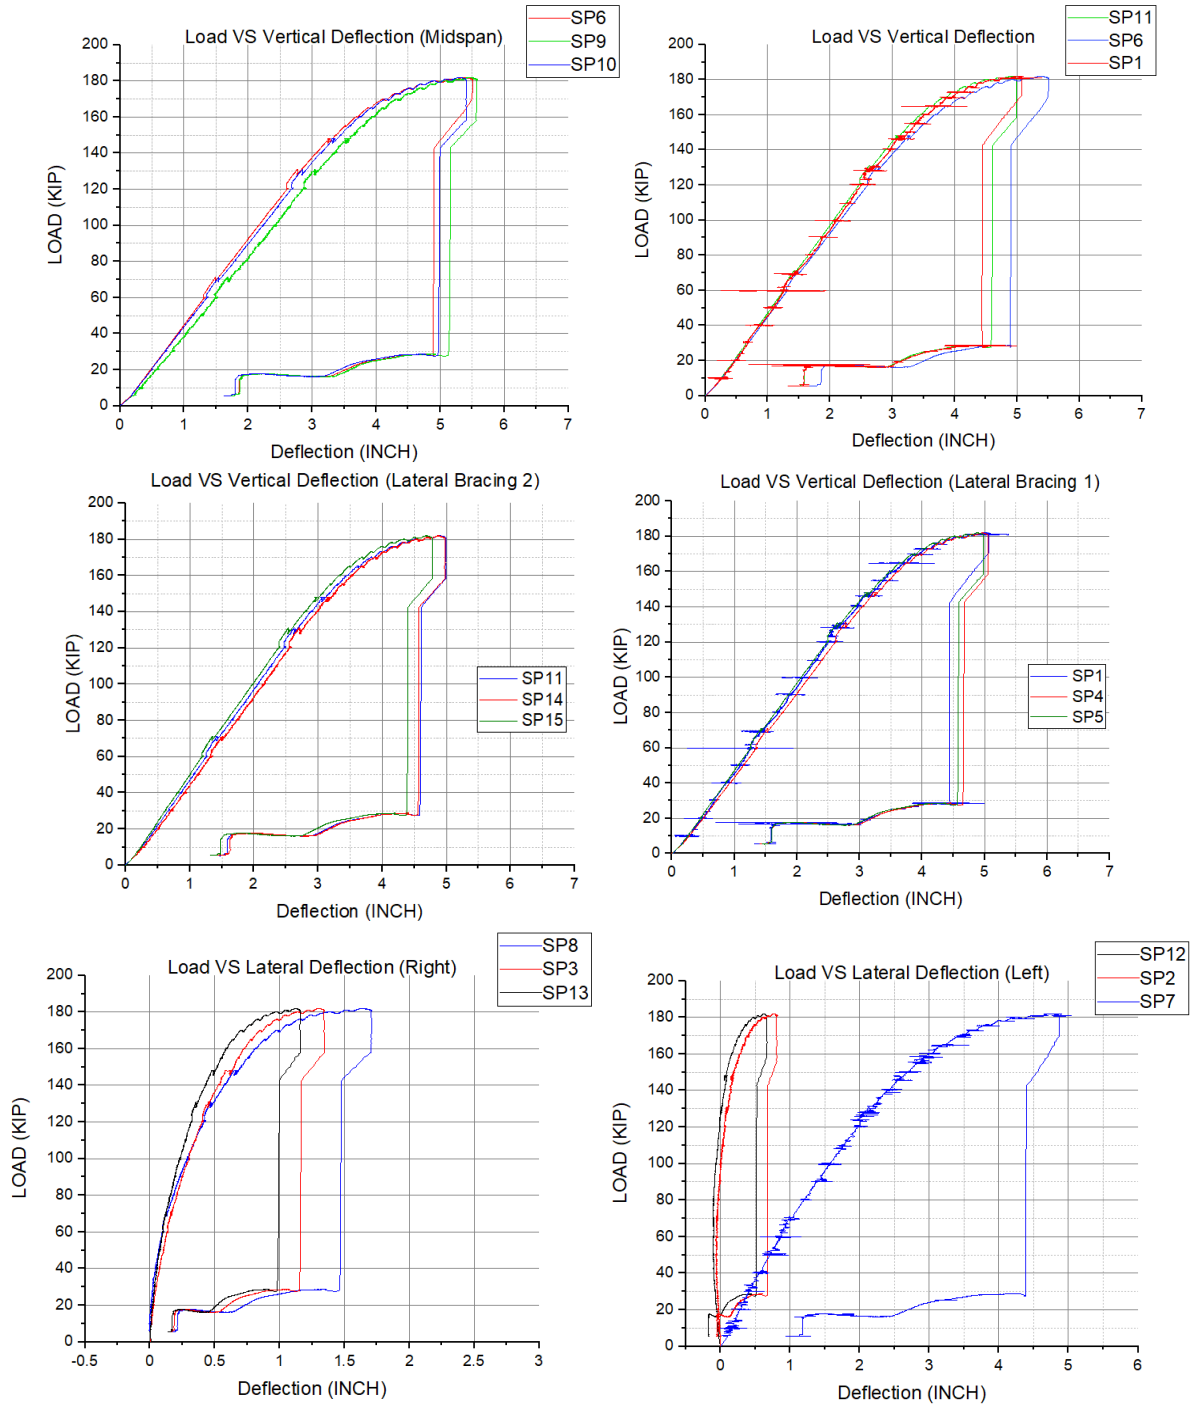 SP6
SP9
SP10
Load VS Vertical Deflection (Midspan)
LOAD (KIP)
200
180
160
140
120
100
80
60
40
20
0
0 1 2 3 4 5 6 7
Deflection (INCH)
SP11
SP6
SP1
Load VS Vertical Deflection
LOAD (KIP)
200
180
160
140
120
100
80
60
40
20
0
0 1 2 3 4 5 6 7
Deflection (INCH)
Load VS Vertical Deflection (Lateral Bracing 2)
LOAD (KIP)
200
180
160
140
120
100
80
60
40
20
0
SP11
SP14
SP15
0 1 2 3 4 5 6 7
Deflection (INCH)
Load VS Vertical Deflection (Lateral Bracing 1)
LOAD (KIP)
200
180
160
140
120
100
80
60
40
20
0
SP1
SP4
SP5
0 1 2 3 4 5 6 7
Deflection (INCH)
SP8
SP3
SP13
Load VS Lateral Deflection (Right)
LOAD (KIP)
200
180
160
140
120
100
80
60
40
20
0
-0.5 0 0.5 1 1.5 2 2.5 3
Deflection (INCH)
SP12
SP2
SP7
Load VS Lateral Deflection (Left)
LOAD (KIP)
200
180
160
140
120
100
80
60
40
20
0
0 1 2 3 4 5 6
Deflection (INCH)